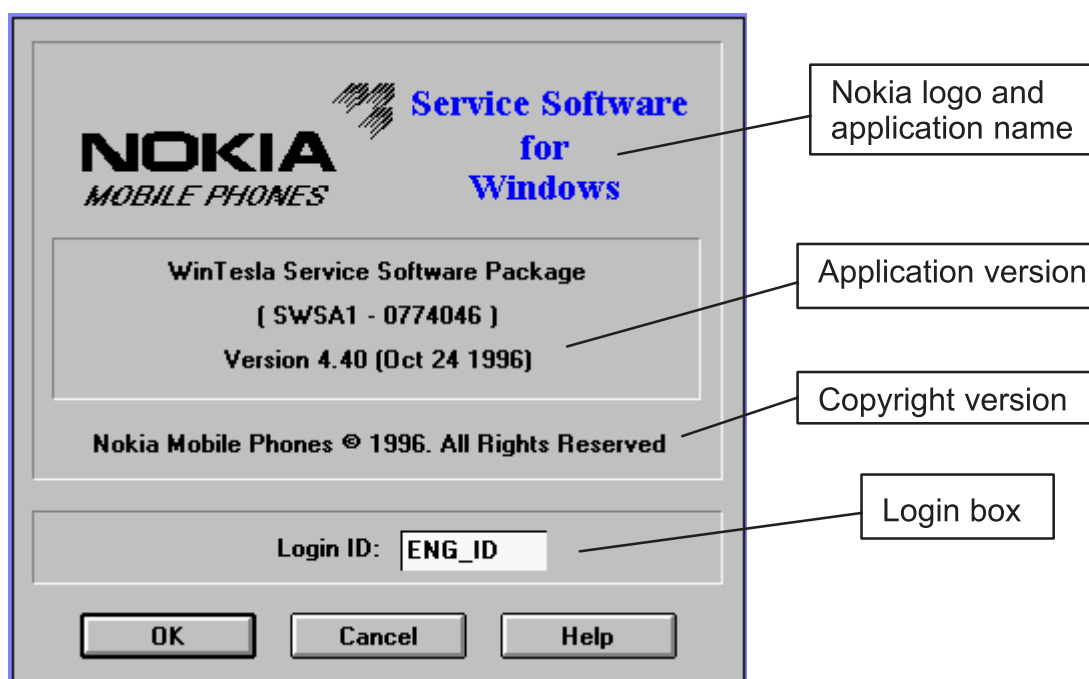 NOKIA
MOBILE PHONES
Service Software
for
Windows
WinTesla Service Software Package
( SWSA1 - 0774046 )
Version 4.40 (Oct 24 1996)
Nokia Mobile Phones © 1996. All Rights Reserved
Login ID: ENG_ID
OK Cancel Help
Nokia logo and
application name
Application version
Copyright version
Login box